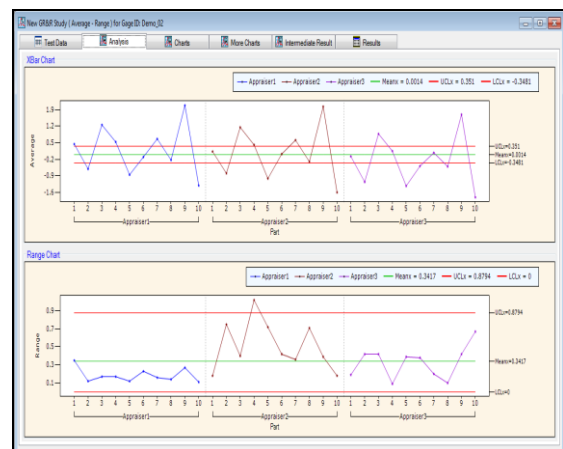 New GR&R Study ( Average - Range ) for Gage ID: Demo_02
Test Data Analysis Charts More Charts Intermediate Result Results
XBar Chart
Appraiser1 Appraiser2 Appraiser3 Means = 0.0014 UCLx = 0.351 LCLx = -0.3481
Average
1.9
1.2
0.5
-0.2
-0.9
-1.6
UCLx=0.351
Means=0.0014
LCLx=-0.3481
1 2 3 4 5 6 7 8 9 10 1 2 3 4 5 6 7 8 9 10 1 2 3 4 5 6 7 8 9 10
Appraiser1 Appraiser2 Appraiser3
Part
Range Chart
Appraiser1 Appraiser2 Appraiser3 Means = 0.3417 UCLx = 0.8794 LCLx = 0
Range
0.9
0.7
0.5
0.3
0.1
UCLx=0.8794
Means=0.3417
LCLx=0
1 2 3 4 5 6 7 8 9 10 1 2 3 4 5 6 7 8 9 10 1 2 3 4 5 6 7 8 9 10
Appraiser1 Appraiser2 Appraiser3
Part